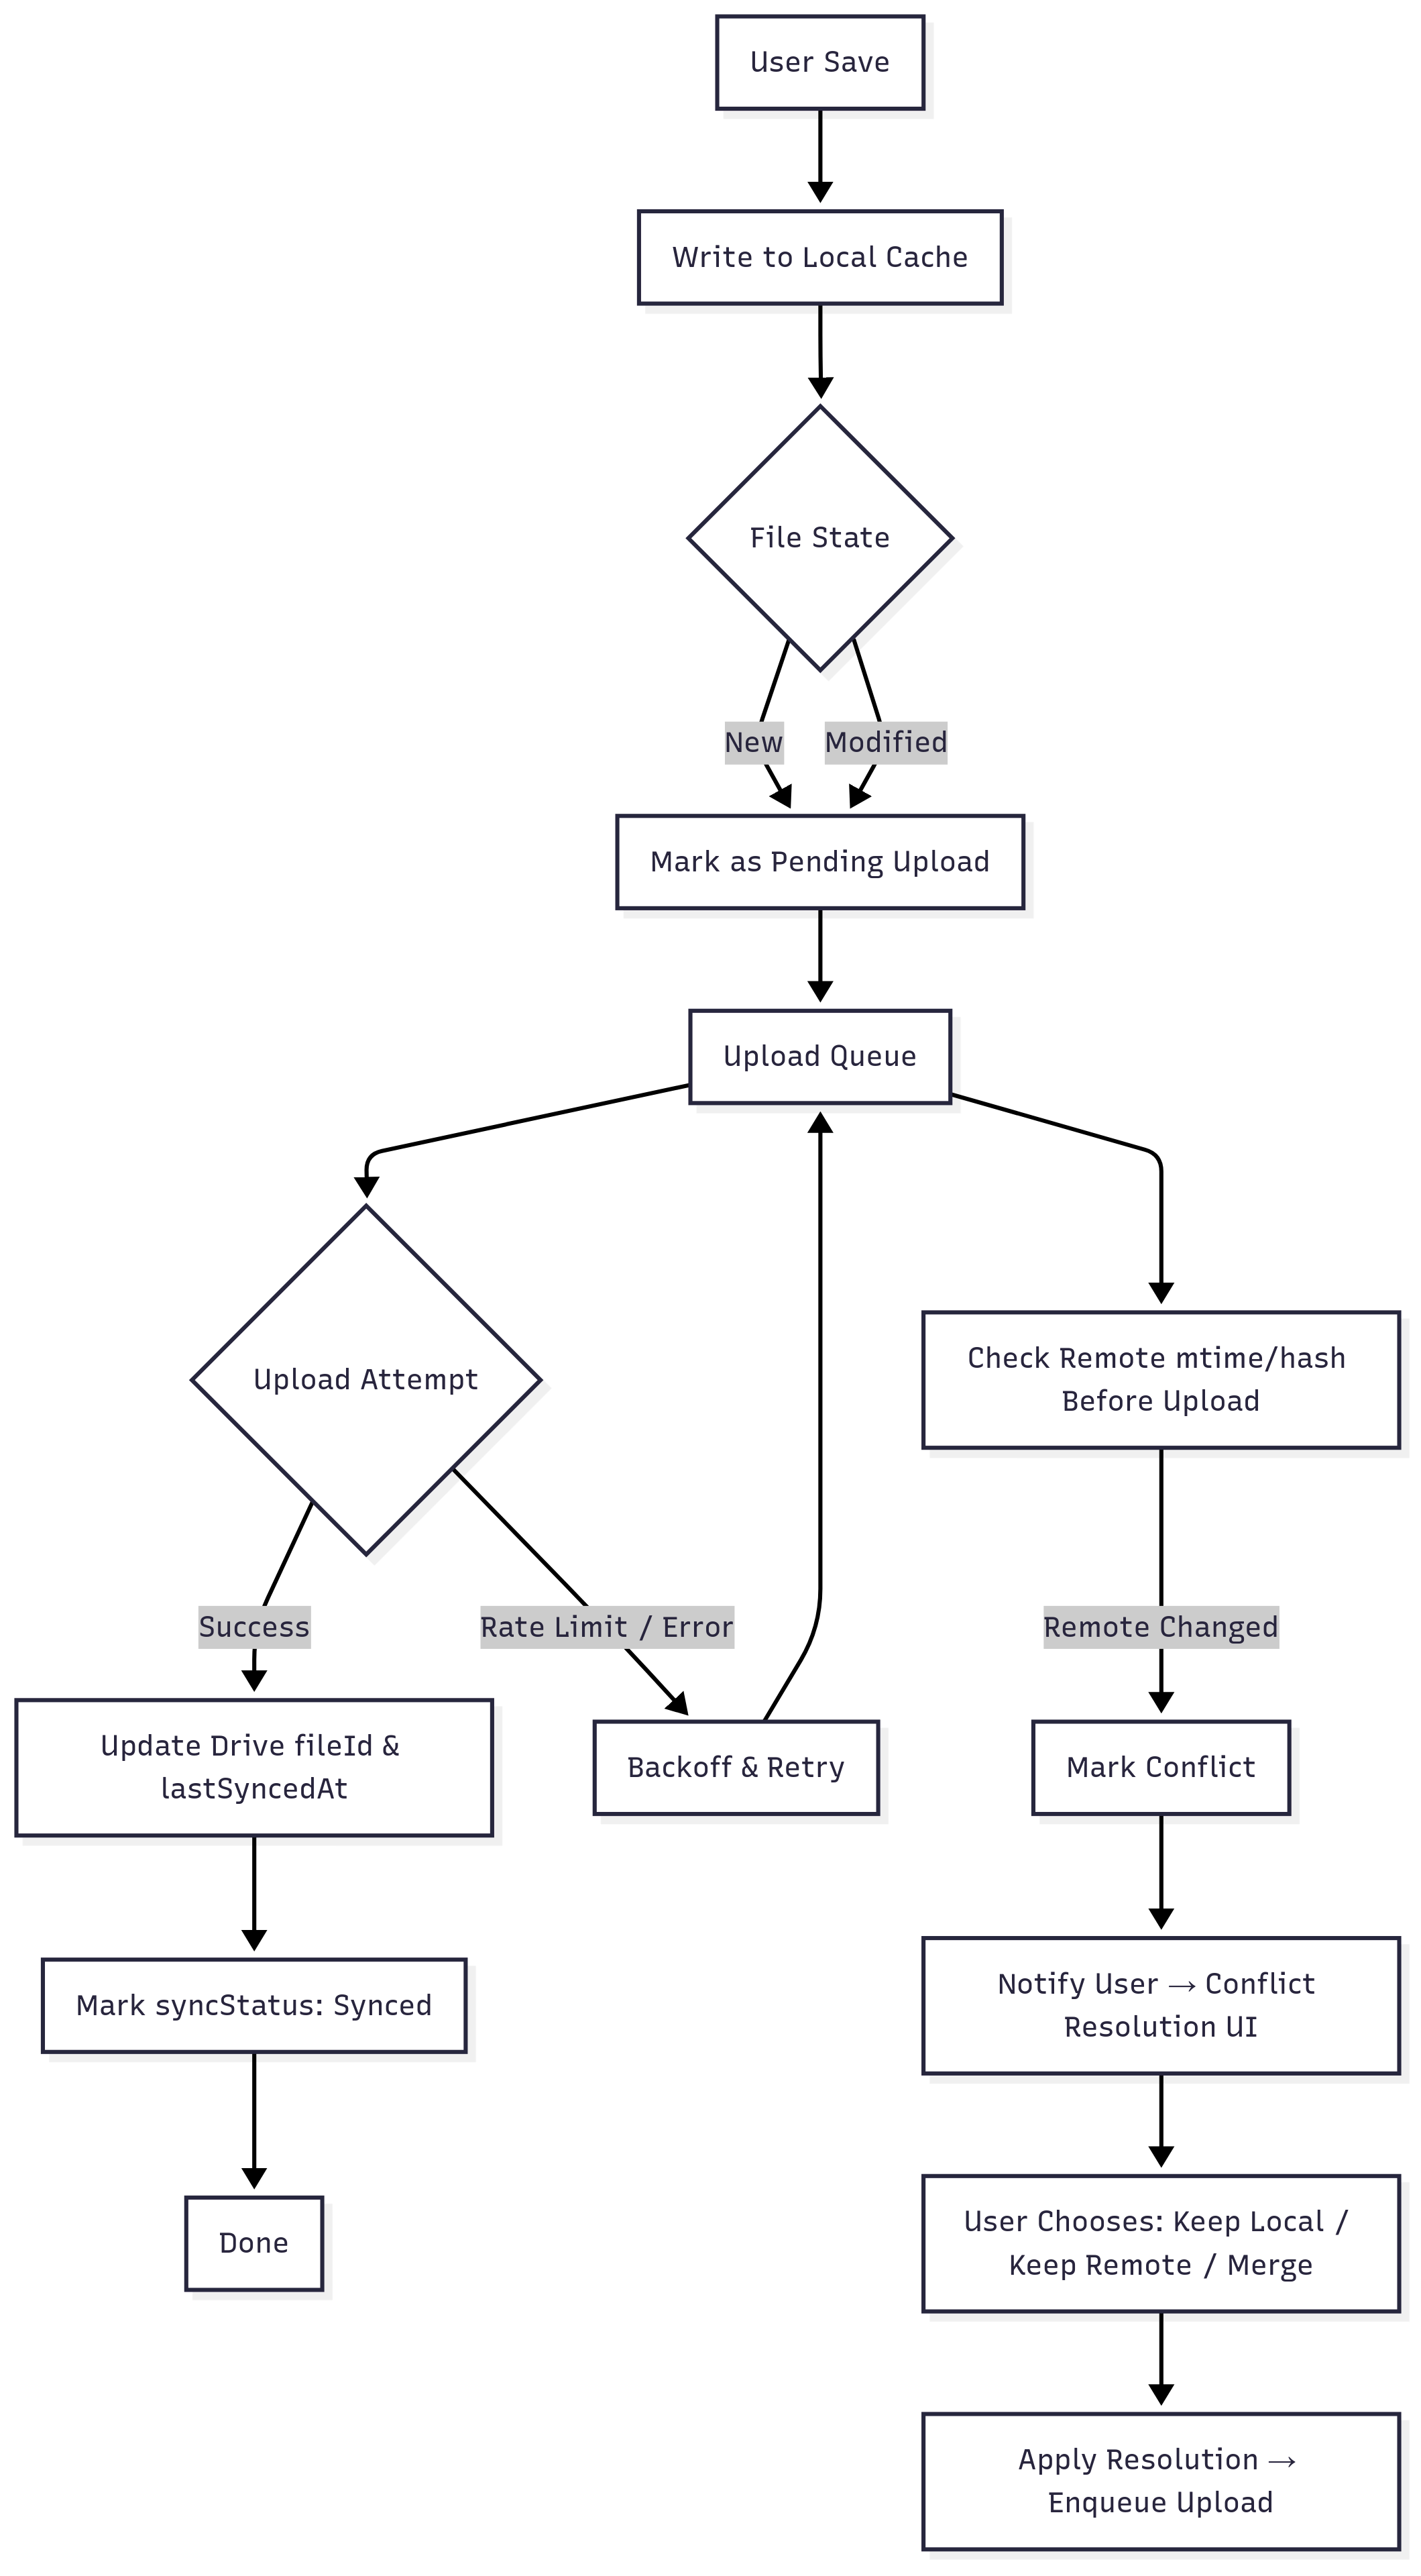 User Save
Write to Local Cache
File State
New
Modified
Mark as Pending Upload
Upload Queue
Upload Attempt
Check Remote mtime/hash
Before Upload
Success
Rate Limit / Error
Remote Changed
Update Drive fileId &
lastSyncedAt
Backoff & Retry
Mark Conflict
Mark syncStatus: Synced
Notify User → Conflict
Resolution UI
Done
User Chooses: Keep Local /
Keep Remote / Merge
Apply Resolution →
Enqueue Upload